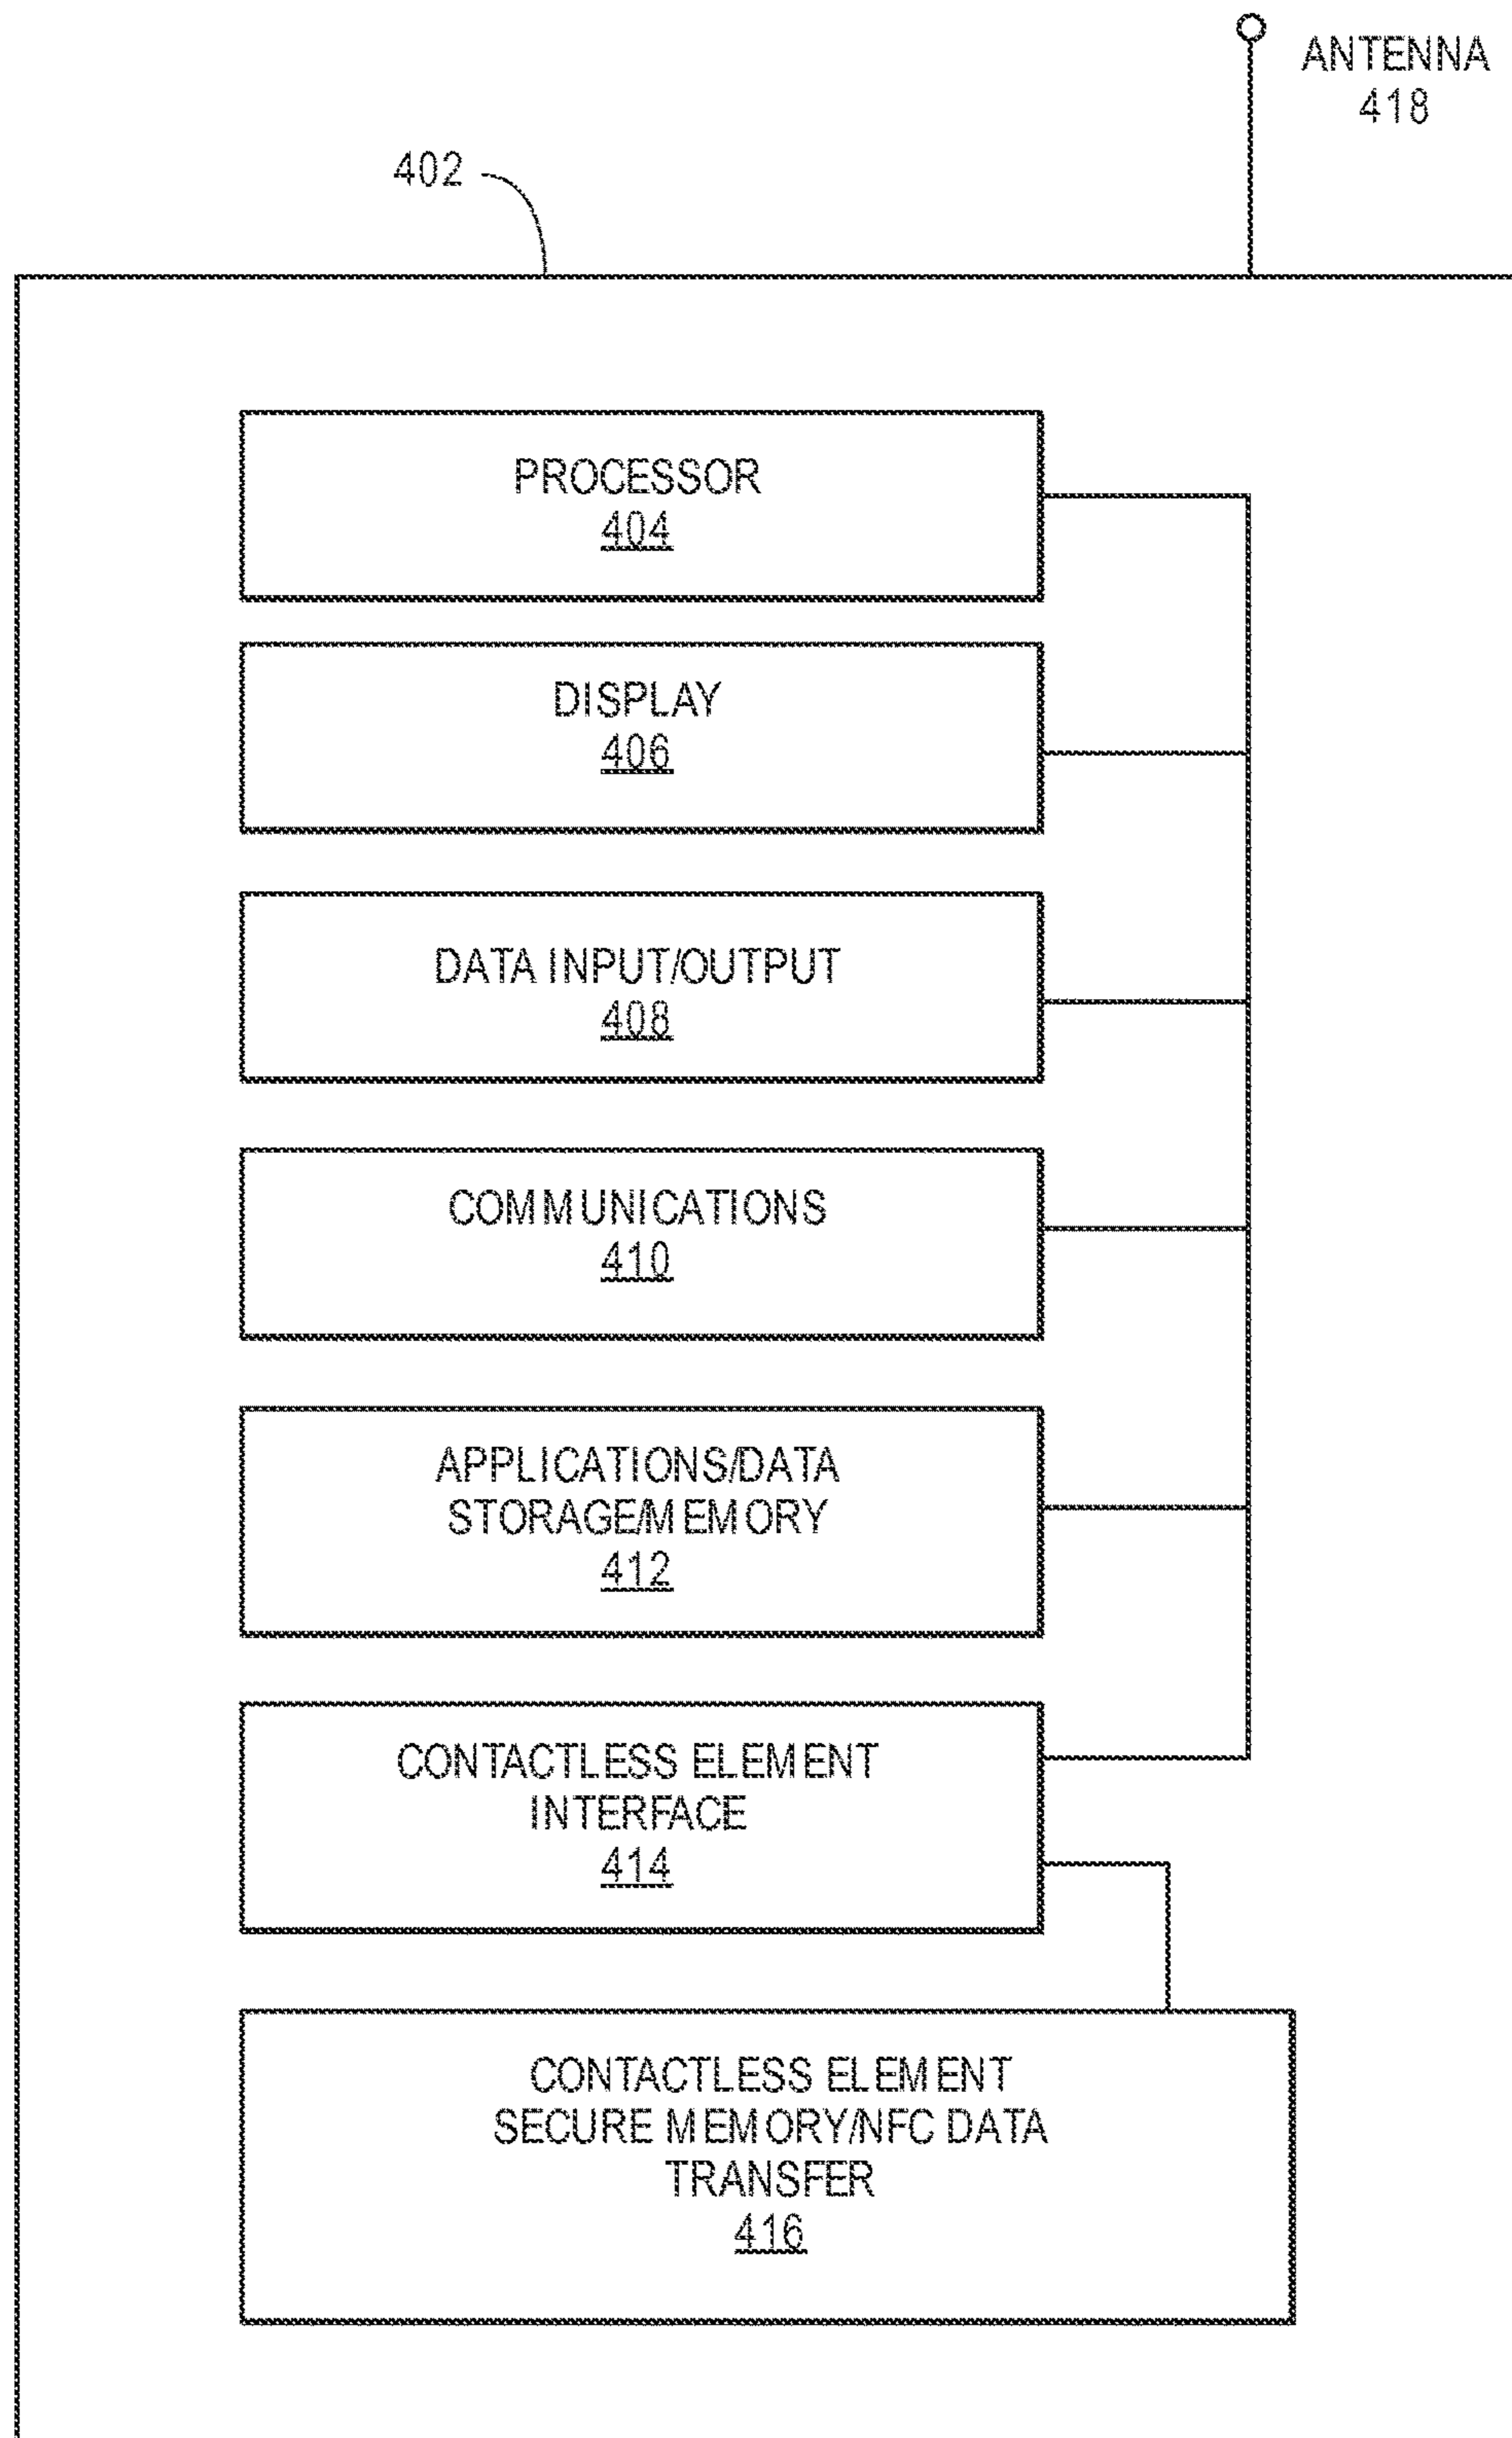 ANTENNA
418
402
PROCESSOR
404
DISPLAY
406
DATA INPUT/OUTPUT
408
COMMUNICATIONS
410
APPLICATIONS/DATA
STORAGE/MEMORY
412
CONTACTLESS ELEMENT
INTERFACE
414
CONTACTLESS ELEMENT
SECURE MEMORY/NFC DATA
TRANSFER
416